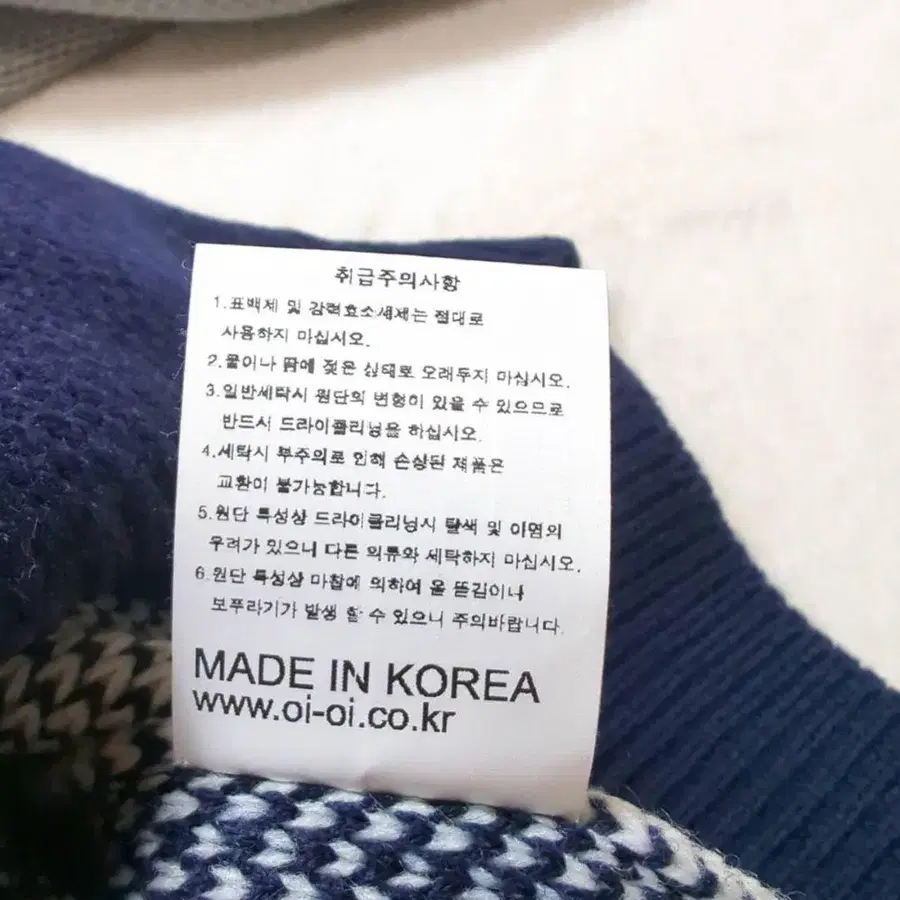 취급주의사항
1.표백제 및 강력효소세제는 절대로
사용하지 마십시오.
2.물이나 땀에 젖은 상태로 오래두지 마십시오.
3.일반세탁시 원단의 변형이 있을 수 있으므로
반드시 드라이클리닝을 하십시오.
4.세탁시 부주의로 인해 손상된 제품은
교환이 불가능합니다.
5.원단 특성상 드라이클리닝시 탈색 및 이염의
우려가 있으니 다른 의류와 세탁하지 마십시오.
6.원단 특성상 마찰에 의하여 올 뜯김이나
보푸라기가 발생 할 수 있으니 주의바랍니다.
MADE IN KOREA
www.oi-oi.co.kr